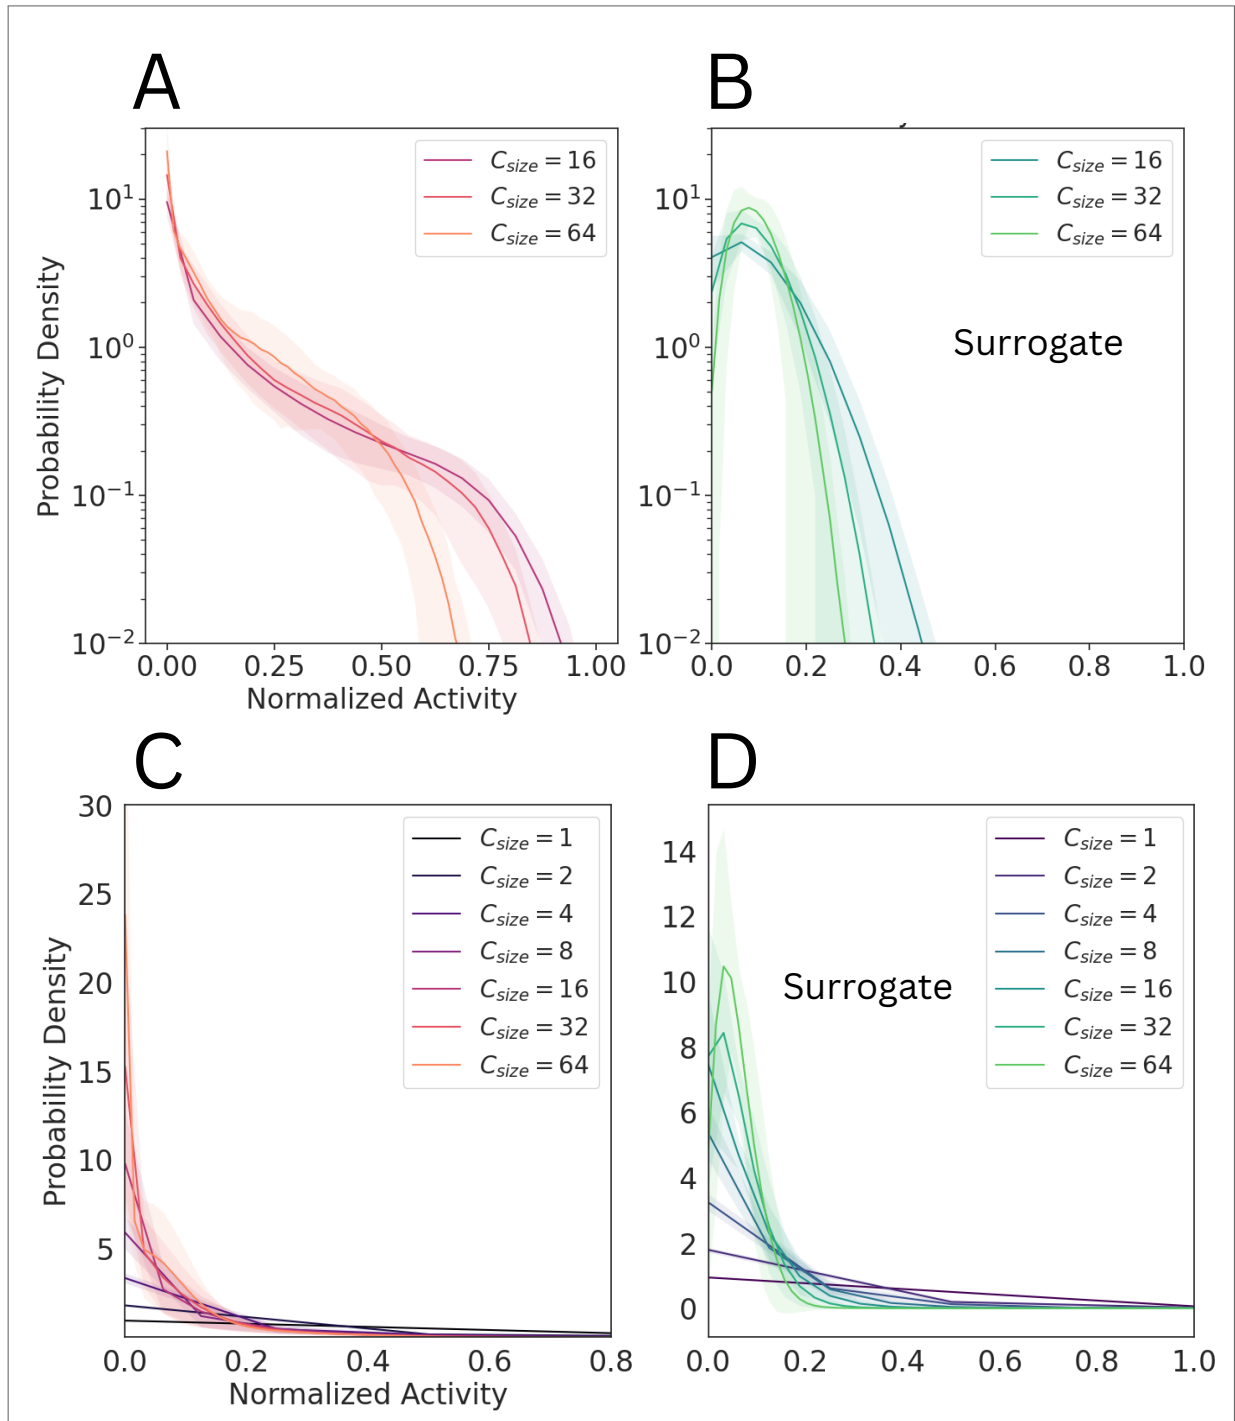 A
B
C_size = 16
C_size = 32
C_size = 64
10^1
10^0
10^−1
10^−2
Probability Density
0.00 0.25 0.50 0.75 1.00
Normalized Activity
C_size = 16
C_size = 32
C_size = 64
Surrogate
10^1
10^0
10^−1
10^−2
0.0 0.2 0.4 0.6 0.8 1.0
C
D
C_size = 1
C_size = 2
C_size = 4
C_size = 8
C_size = 16
C_size = 32
C_size = 64
30
25
20
15
10
5
Probability Density
0.0 0.2 0.4 0.6 0.8
Normalized Activity
C_size = 1
C_size = 2
C_size = 4
C_size = 8
C_size = 16
C_size = 32
C_size = 64
Surrogate
14
12
10
8
6
4
2
0
0.0 0.2 0.4 0.6 0.8 1.0